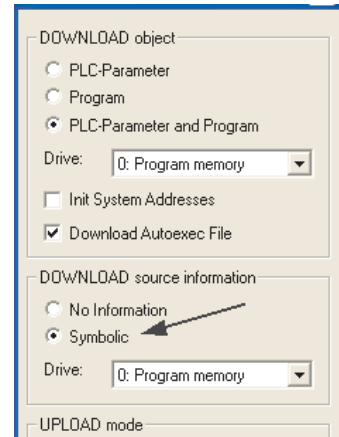 DOWNLOAD object
PLC-Parameter
Program
PLC-Parameter and Program
Drive: 0: Program memory
Init System Addresses
Download Autoexec File
DOWNLOAD source information
No Information
Symbolic
Drive: 0: Program memory
UPLOAD mode